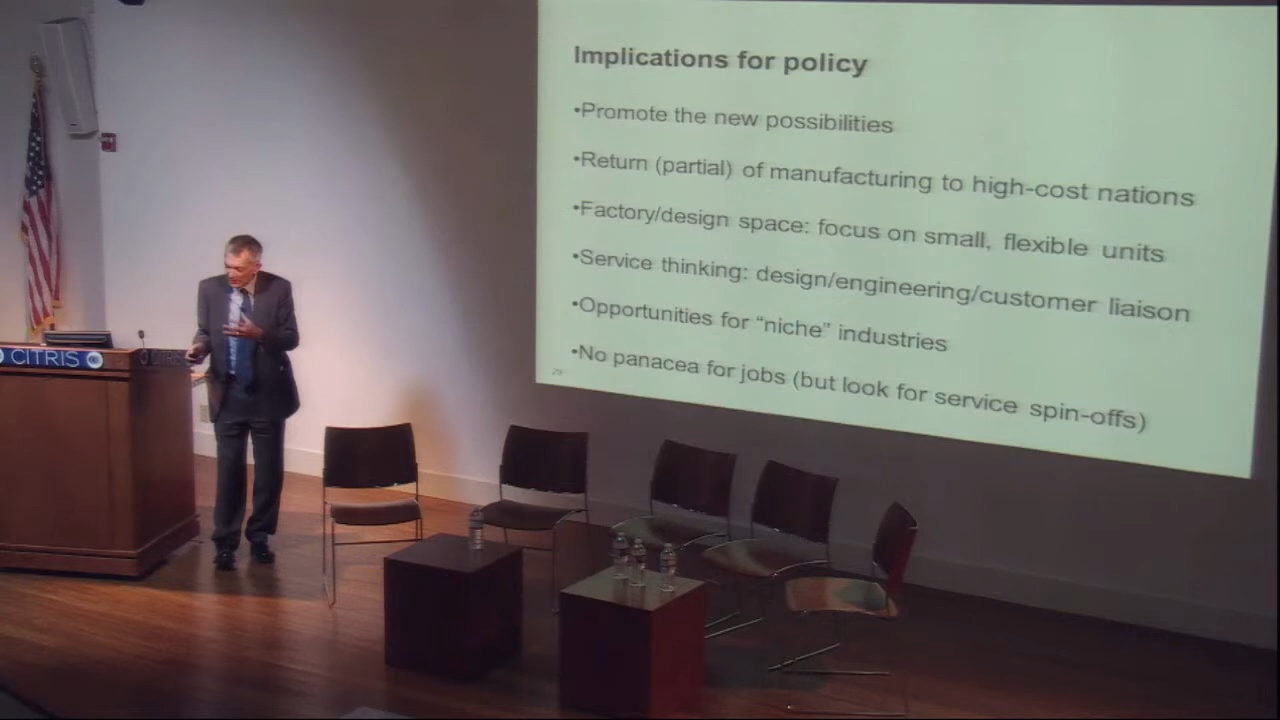 Implications for policy
•Promote the new possibilities
•Return (partial) of manufacturing to high-cost nations
•Factory/design space: focus on small, flexible units
•Service thinking: design/engineering/customer liaison
•Opportunities for “niche” industries
•No panacea for jobs (but look for service spin-offs)
29
CITRIS
CITRIS